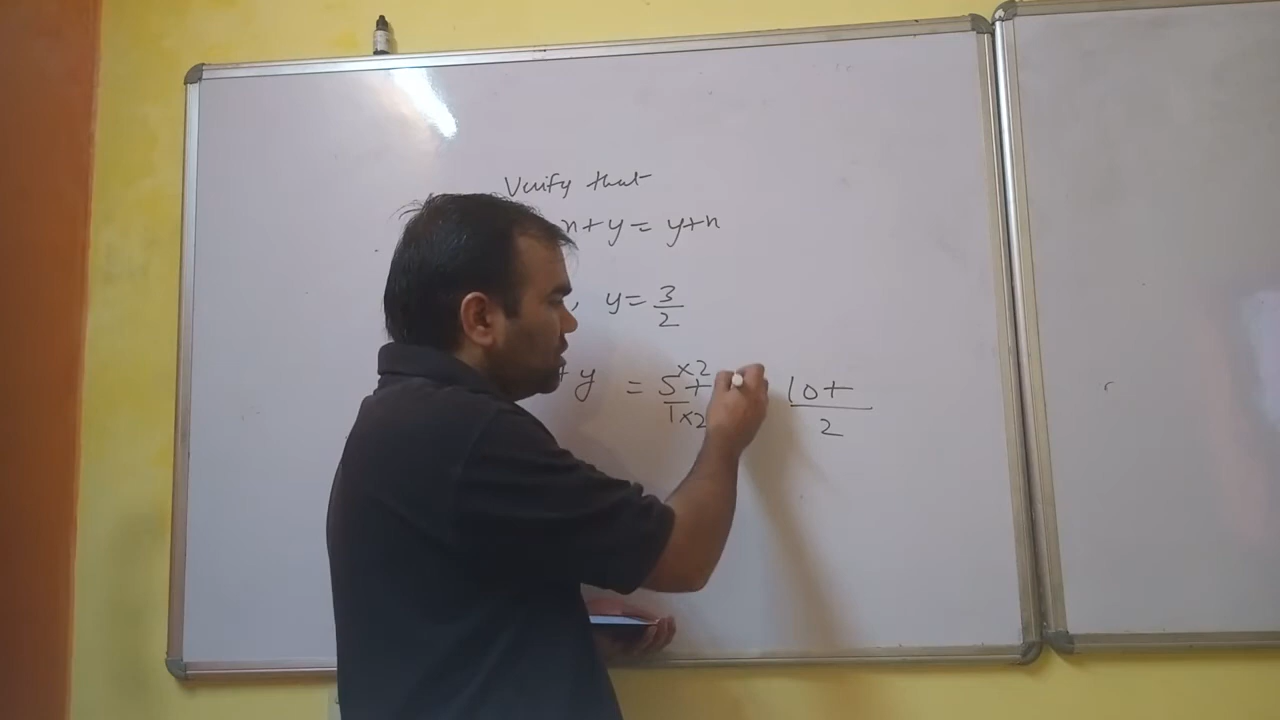 Verify that
x+y = y+x
, y = 3/2
+ y = 5×2/1×2 + 10+/2